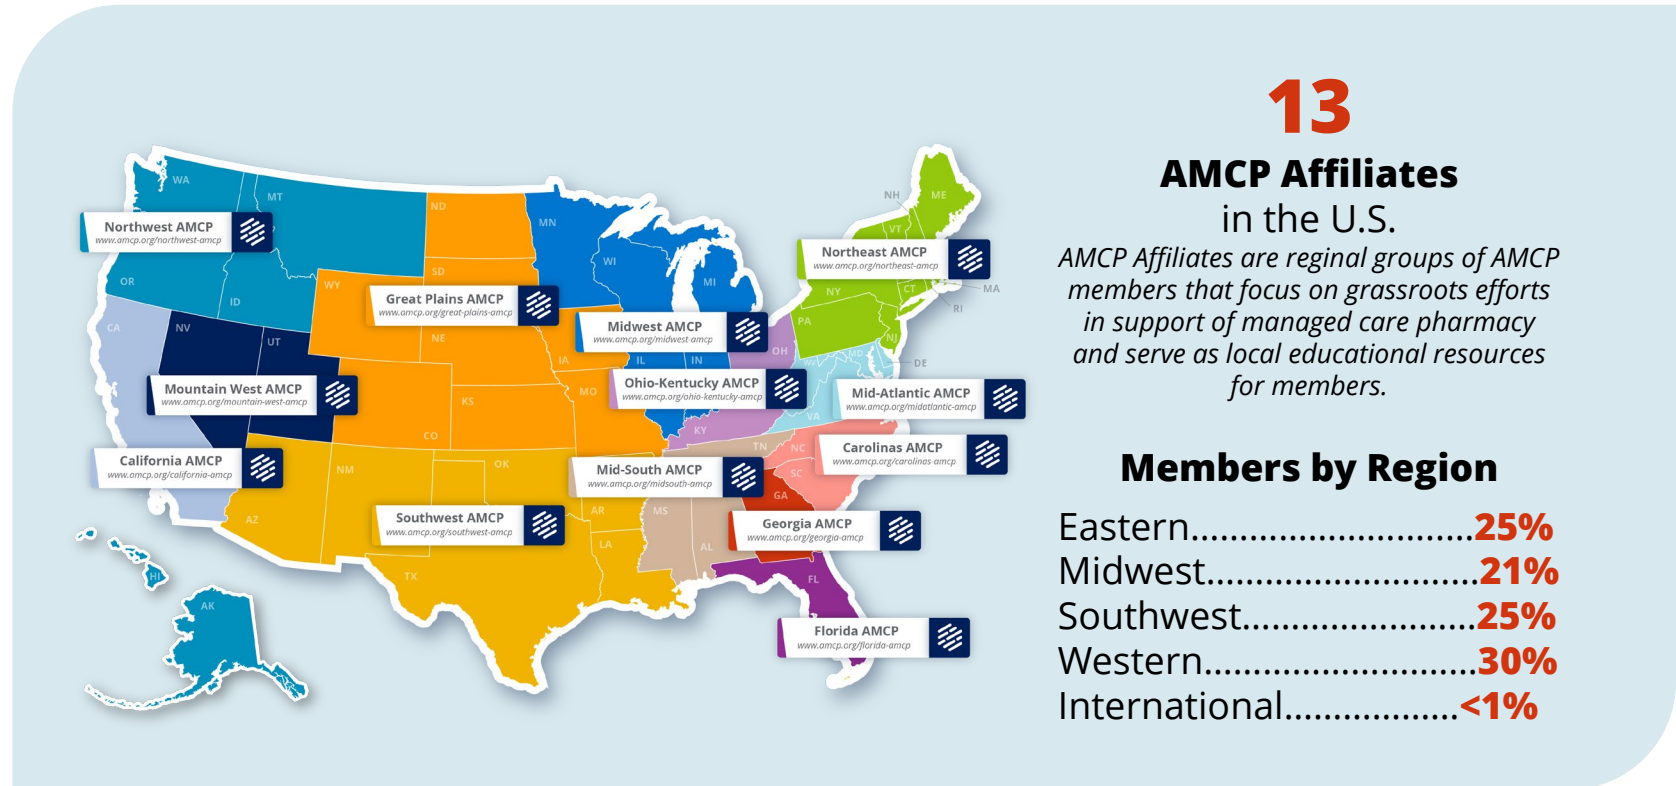 WA
MT
ND
MN
NH
ME
VT
Northwest AMCP
www.amcp.org/northwest-amcp
Northeast AMCP
www.amcp.org/northeast-amcp
WI
MI
SD
OR
ID
WY
NY
CT
MA
RI
Great Plains AMCP
www.amcp.org/great-plains-amcp
CA
NV
UT
NE
IA
PA
NJ
Midwest AMCP
www.amcp.org/midwest-amcp
IL
IN
OH
WV
MD
DE
Mountain West AMCP
www.amcp.org/mountain-west-amcp
Ohio-Kentucky AMCP
www.amcp.org/ohio-kentucky-amcp
Mid-Atlantic AMCP
www.amcp.org/midatlantic-amcp
KS
MO
CO
KY
VA
California AMCP
www.amcp.org/california-amcp
NM
OK
TN
NC
Carolinas AMCP
www.amcp.org/carolinas-amcp
Mid-South AMCP
www.amcp.org/midsouth-amcp
SC
GA
AZ
AR
MS
Southwest AMCP
www.amcp.org/southwest-amcp
Georgia AMCP
www.amcp.org/georgia-amcp
LA
AL
TX
FL
HI
AK
Florida AMCP
www.amcp.org/florida-amcp
13
AMCP Affiliates
in the U.S.
AMCP Affiliates are reginal groups of AMCP
members that focus on grassroots efforts
in support of managed care pharmacy
and serve as local educational resources
for members.
Members by Region
Eastern............................25%
Midwest............................21%
Southwest........................25%
Western............................30%
International..................<1%